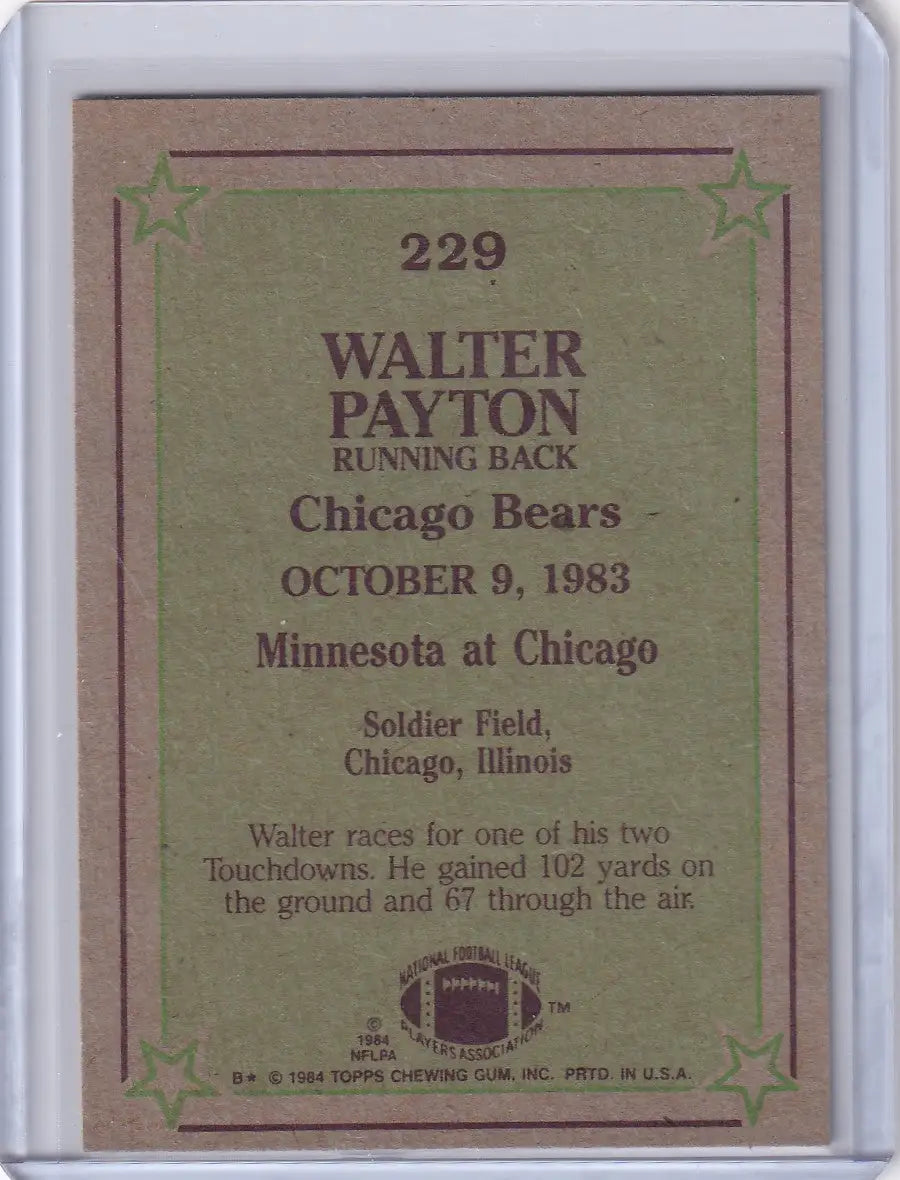 229
WALTER
PAYTON
RUNNING BACK
Chicago Bears
OCTOBER 9, 1983
Minnesota at Chicago
Soldier Field,
Chicago, Illinois
Walter races for one of his two
Touchdowns. He gained 102 yards on
the ground and 67 through the air.
NATIONAL FOOTBALL LEAGUE
PLAYERS ASSOCIATION
TM
©
1984
NFLPA
B* © 1984 TOPPS CHEWING GUM, INC. PRTD. IN U.S.A.